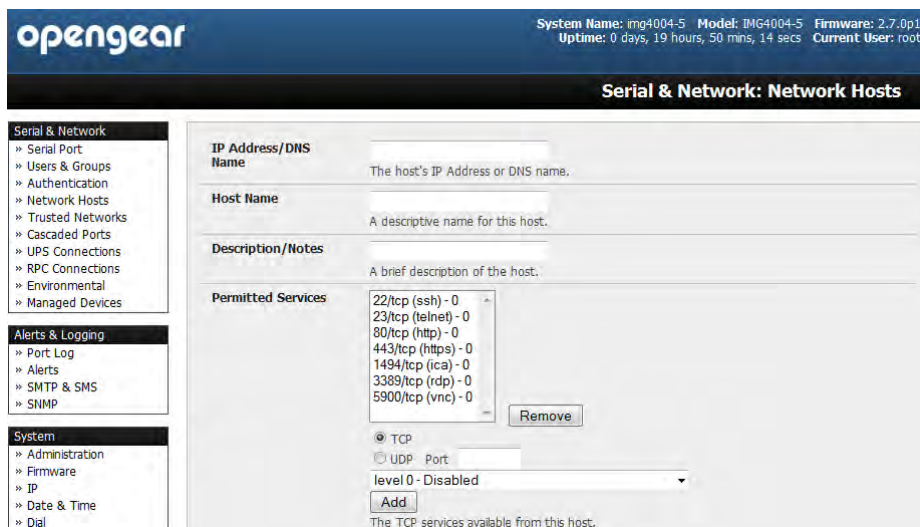 opengear
System Name: img4004-5 Model: IMG4004-5 Firmware: 2.7.0p1
Uptime: 0 days, 19 hours, 50 mins, 14 secs Current User: root
Serial & Network: Network Hosts
Serial & Network
» Serial Port
» Users & Groups
» Authentication
» Network Hosts
» Trusted Networks
» Cascaded Ports
» UPS Connections
» RPC Connections
» Environmental
» Managed Devices
Alerts & Logging
» Port Log
» Alerts
» SMTP & SMS
» SNMP
System
» Administration
» Firmware
» IP
» Date & Time
» Dial
IP Address/DNS
Name
The host's IP Address or DNS name.
Host Name
A descriptive name for this host.
Description/Notes
A brief description of the host.
Permitted Services
22/tcp (ssh) - 0
23/tcp (telnet) - 0
80/tcp (http) - 0
443/tcp (https) - 0
1494/tcp (ica) - 0
3389/tcp (rdp) - 0
5900/tcp (vnc) - 0
Remove
TCP
UDP Port
level 0 - Disabled
Add
The TCP services available from this host.